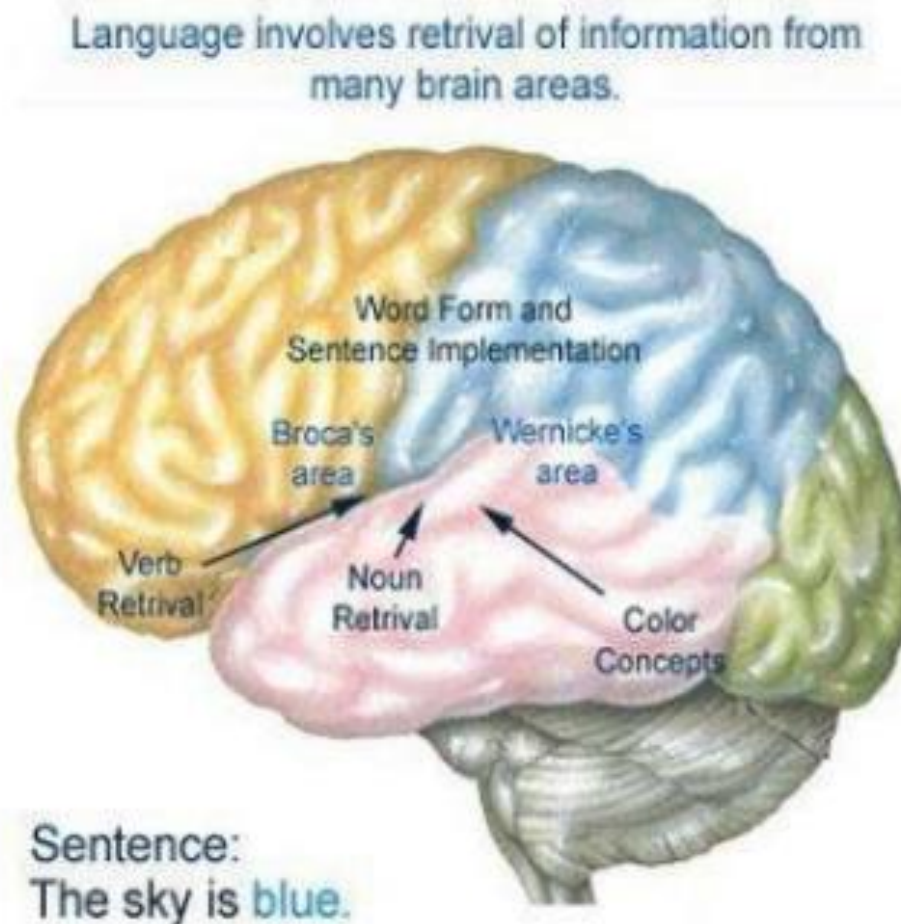 Language involves retrival of information from
many brain areas.
Word Form and
Sentence Implementation
Broca's
area
Wernicke's
area
Verb
Retrival
Noun
Retrival
Color
Concepts
Sentence:
The sky is blue.